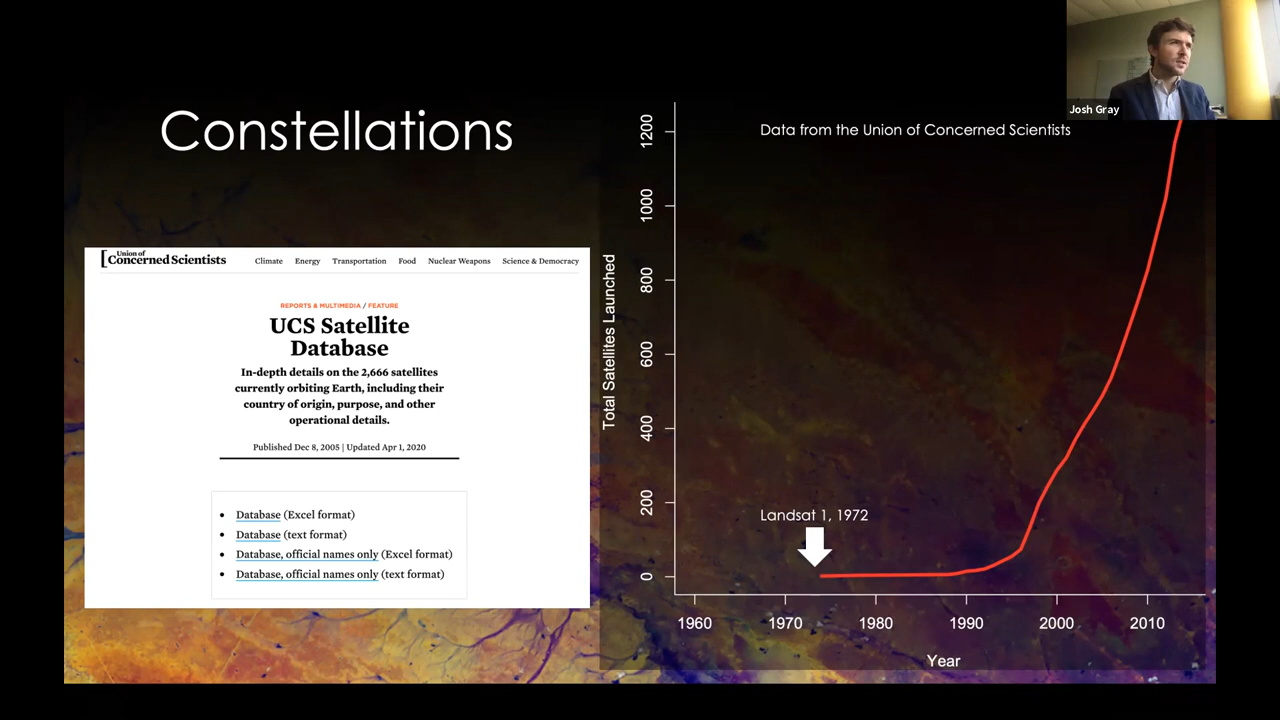 Constellations
Union of
Concerned Scientists
Climate Energy Transportation Food Nuclear Weapons Science & Democracy
REPORTS & MULTIMEDIA / FEATURE
UCS Satellite
Database
In-depth details on the 2,666 satellites
currently orbiting Earth, including their
country of origin, purpose, and other
operational details.
Published Dec 8, 2005 | Updated Apr 1, 2020
• Database (Excel format)
• Database (text format)
• Database, official names only (Excel format)
• Database, official names only (text format)
Data from the Union of Concerned Scientists
Total Satellites Launched
1200
1000
800
600
400
200
0
Landsat 1, 1972
1960 1970 1980 1990 2000 2010
Year
Josh Gray